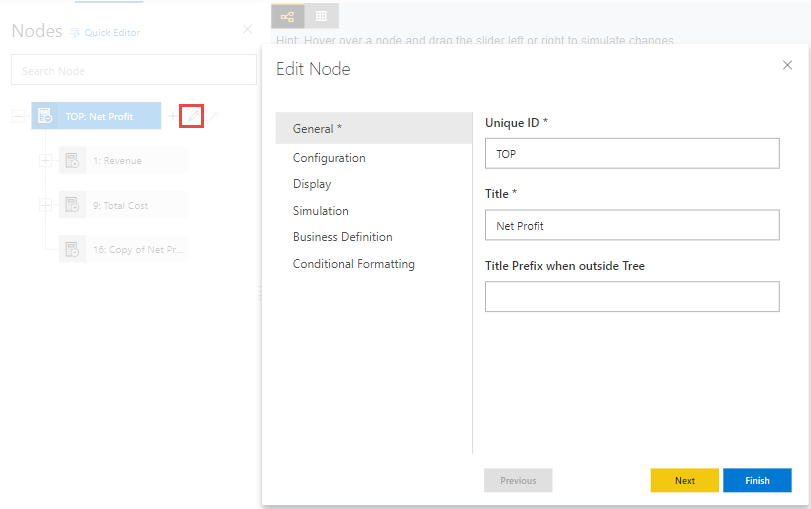 Nodes
Quick Editor
Hint: Hover over a node and drag the slider left or right to simulate changes
Search Node
TOP: Net Profit
1: Revenue
9: Total Cost
16: Copy of Net Pr...
Edit Node
General *
Configuration
Display
Simulation
Business Definition
Conditional Formatting
Unique ID *
TOP
Title *
Net Profit
Title Prefix when outside Tree
Previous
Next
Finish